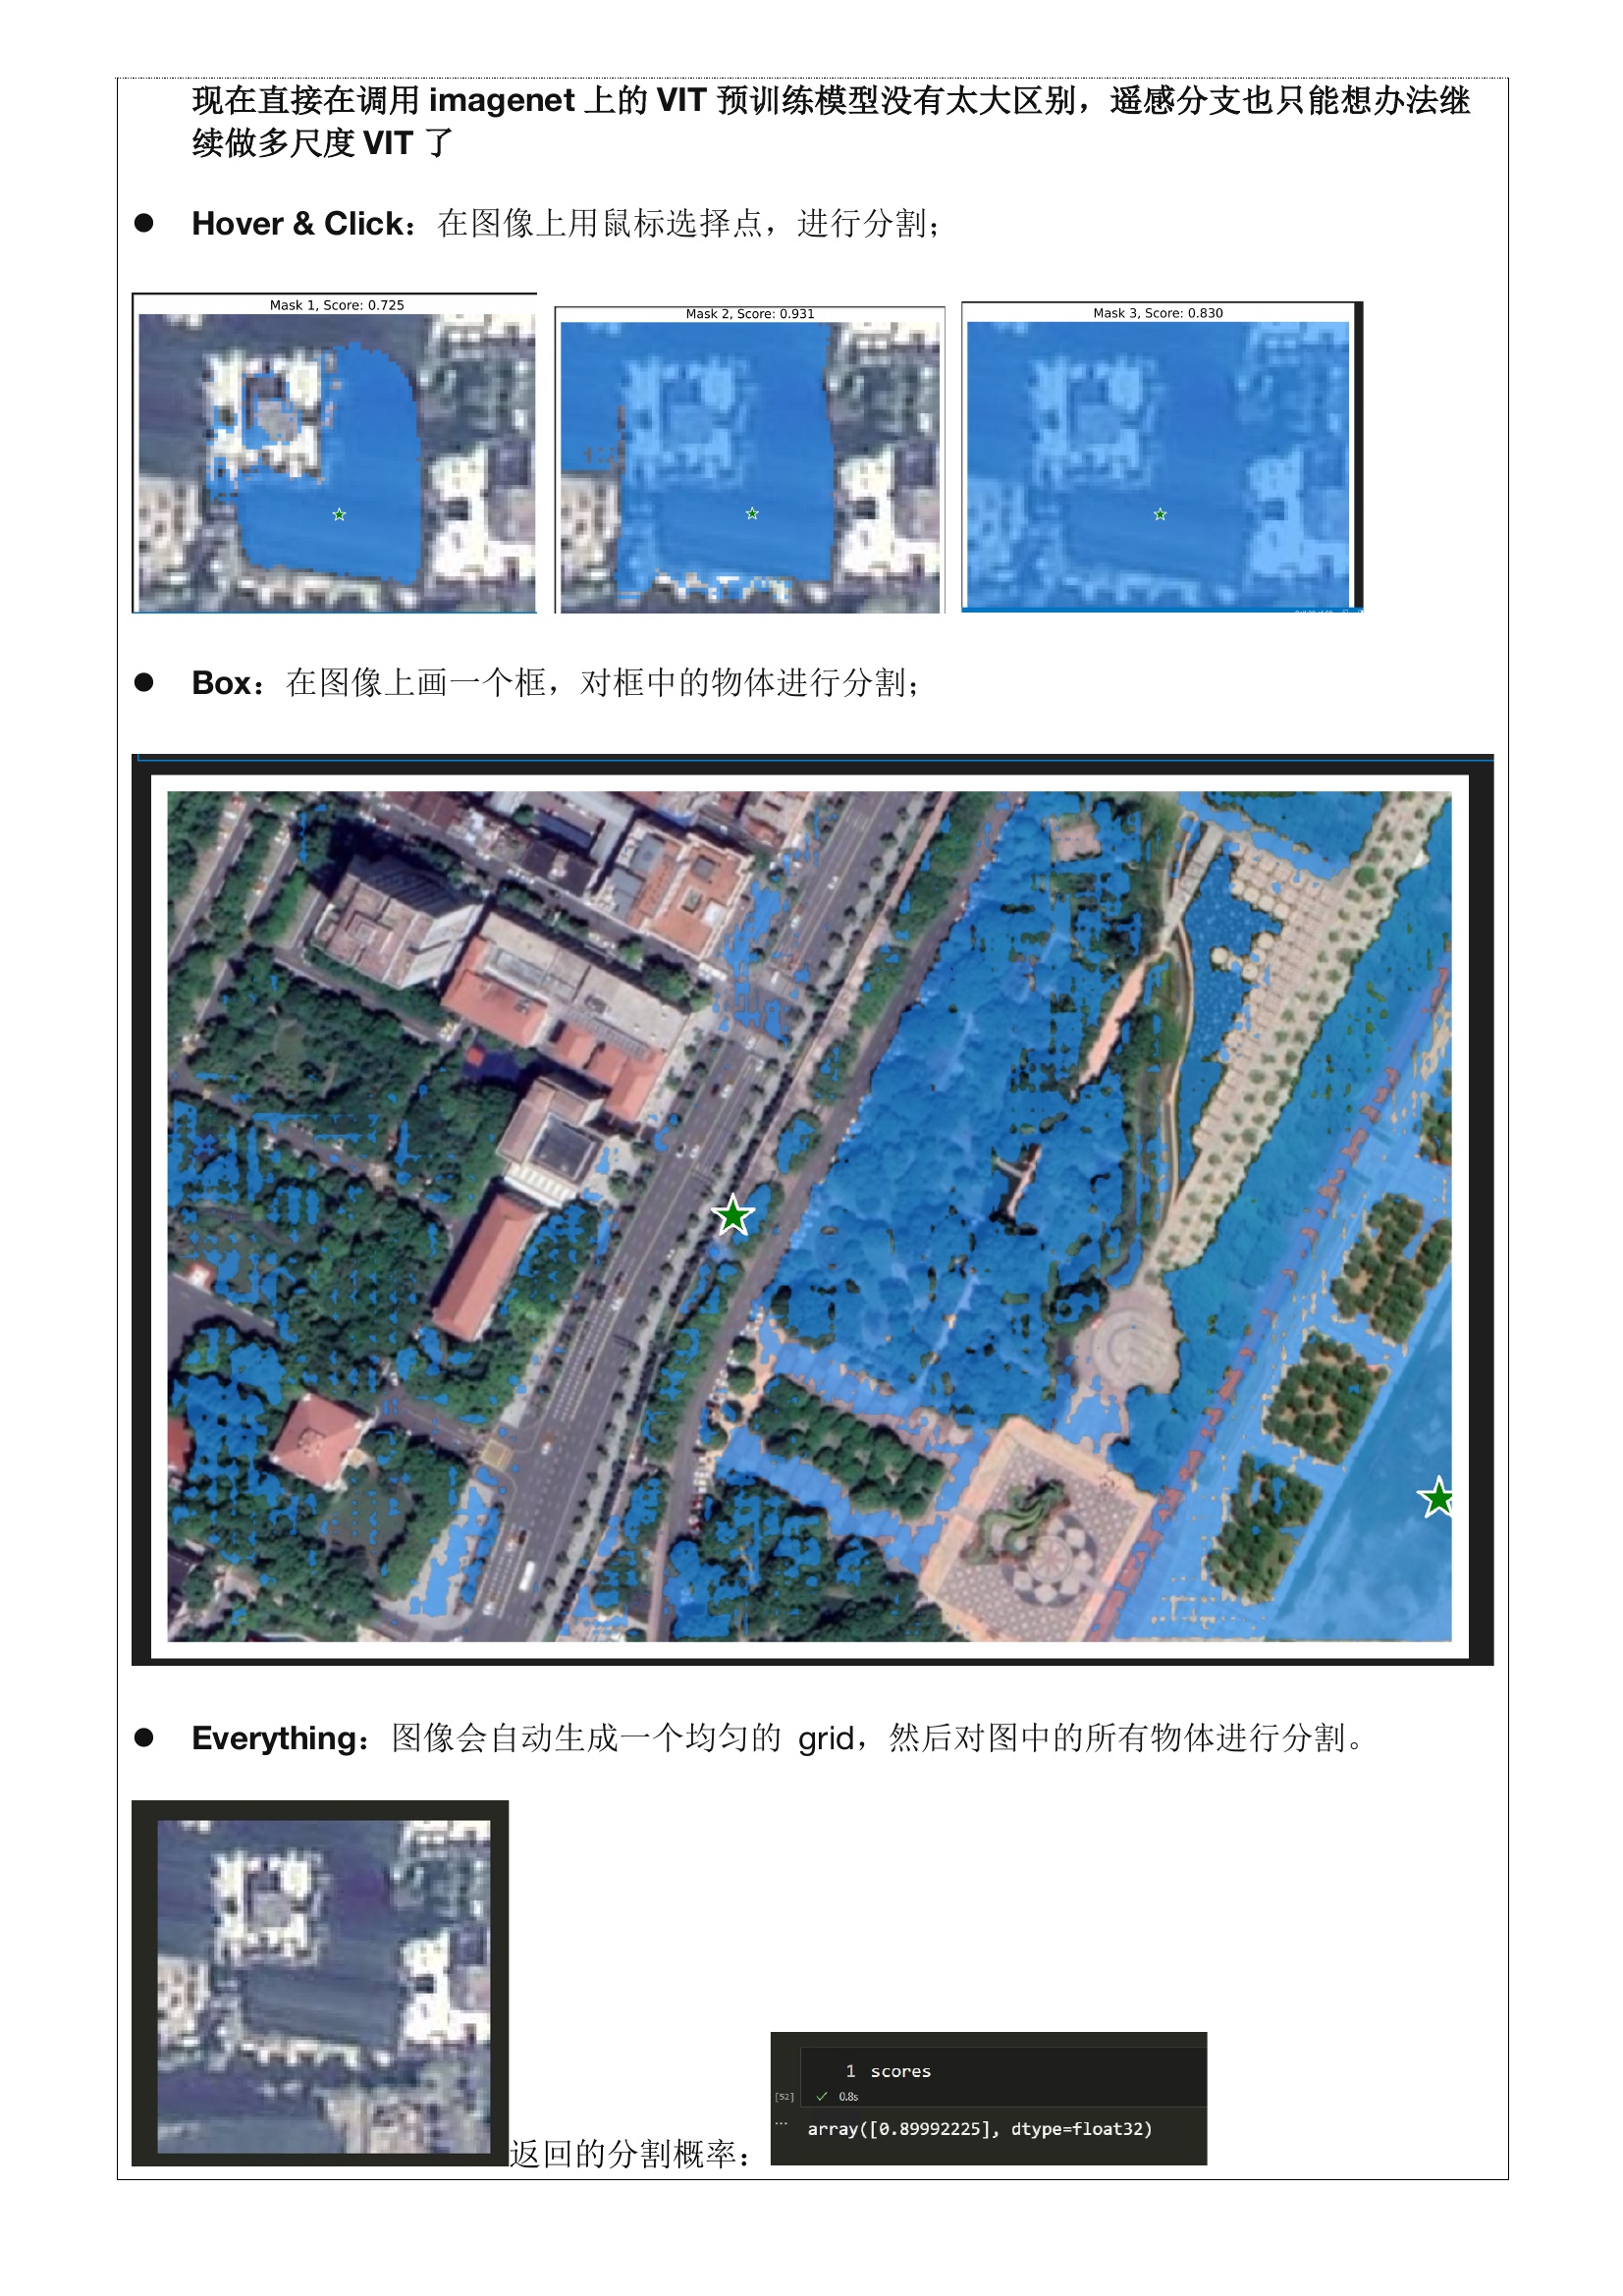 现在直接在调用 imagenet 上的 VIT 预训练模型没有太大区别，遥感分支也只能想办法继
续做多尺度 VIT 了
● Hover & Click：在图像上用鼠标选择点，进行分割；
Mask 1, Score: 0.725
Mask 2, Score: 0.931
Mask 3, Score: 0.830
● Box：在图像上画一个框，对框中的物体进行分割；
● Everything：图像会自动生成一个均匀的 grid，然后对图中的所有物体进行分割。
返回的分割概率：
1 scores
[52] ✓ 0.8s
... array([0.89992225], dtype=float32)